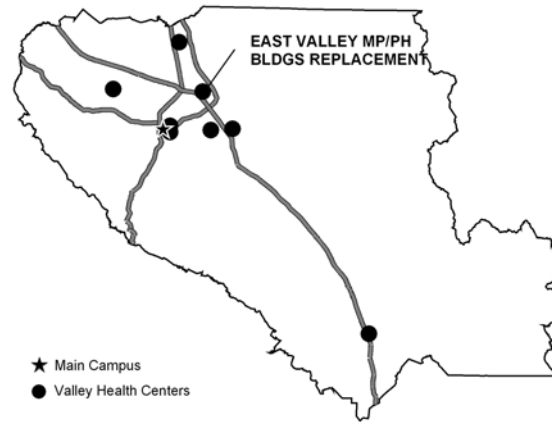 EAST VALLEY MP/PH
BLDGS REPLACEMENT
Main Campus
Valley Health Centers